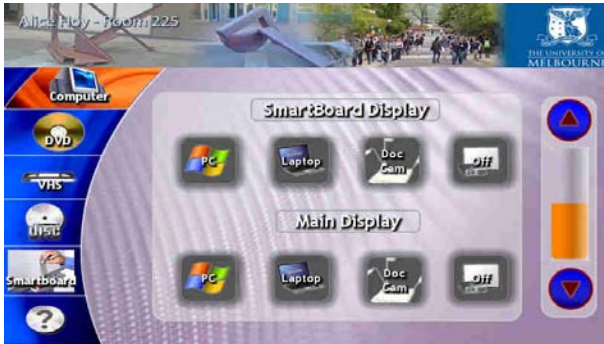 Alice Hoy - Room 225
THE UNIVERSITY OF
MELBOURNE
Computer
DVD
VHS
Smartboard
?
SmartBoard Display
PC
Laptop
Doc
Cam
Off
Main Display
PC
Laptop
Doc
Cam
Off